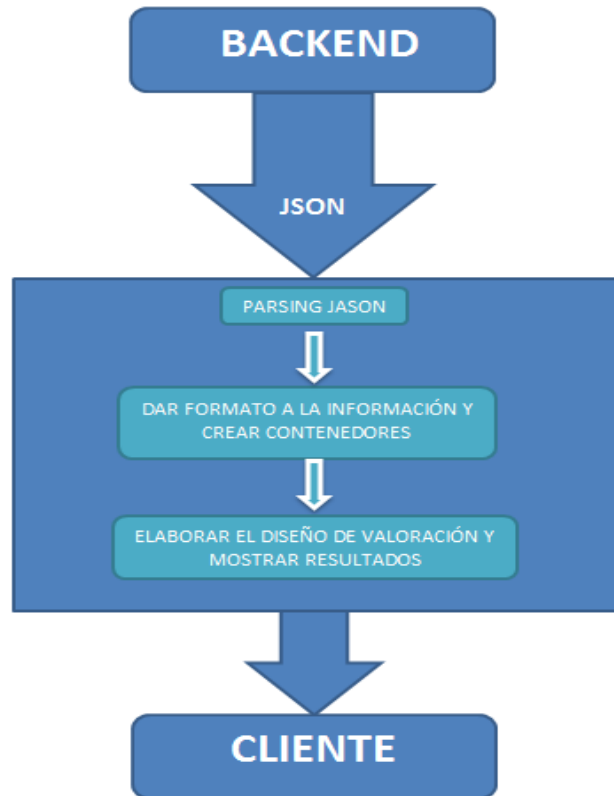 BACKEND
JSON
PARSING JASON
DAR FORMATO A LA INFORMACIÓN Y
CREAR CONTENEDORES
ELABORAR EL DISEÑO DE VALORACIÓN Y
MOSTRAR RESULTADOS
CLIENTE